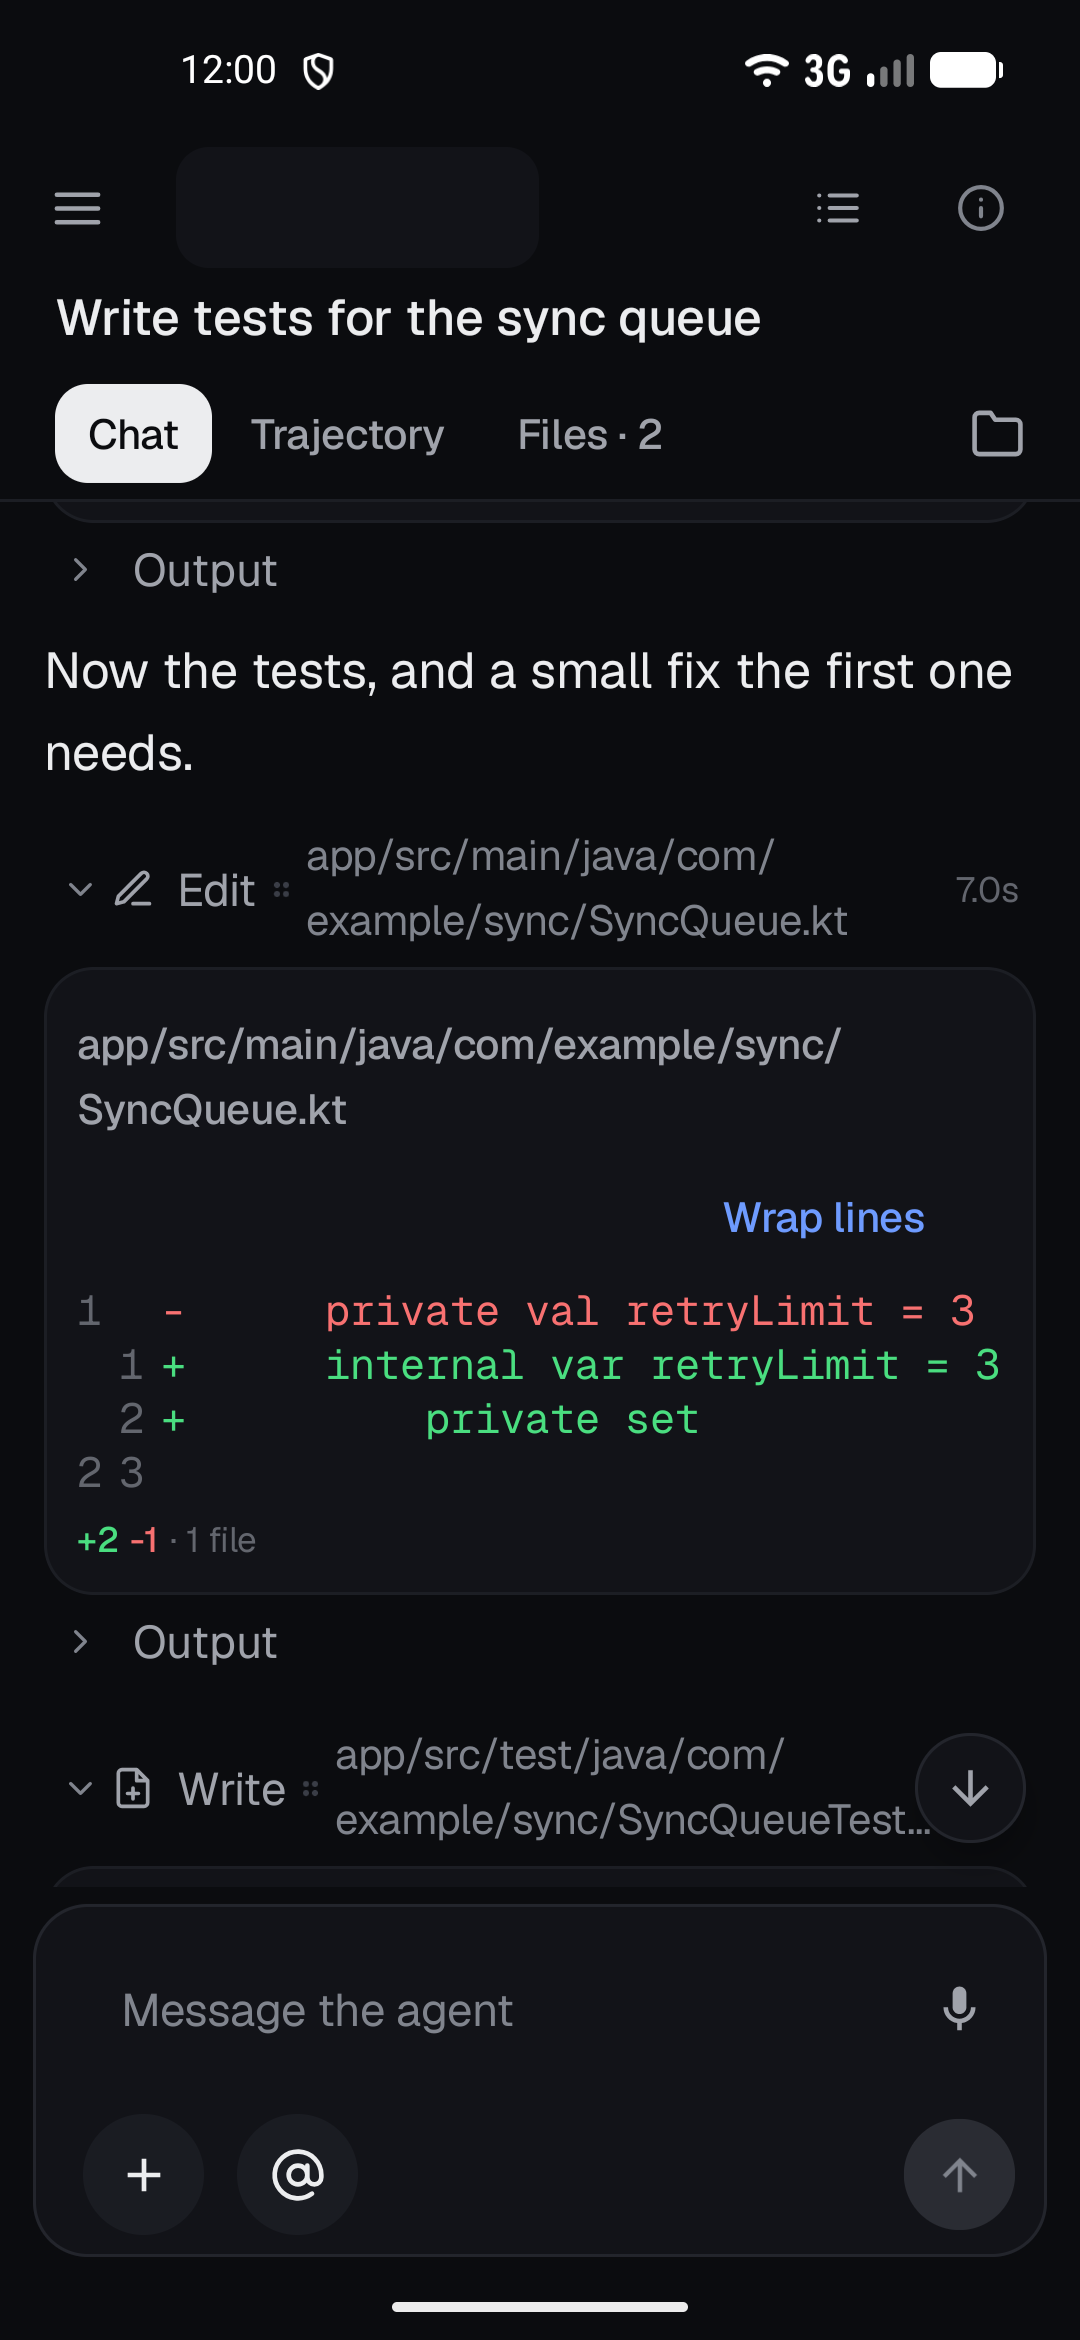 12:00
3G
Write tests for the sync queue
Chat
Trajectory
Files · 2
Output
Now the tests, and a small fix the first one
needs.
Edit
app/src/main/java/com/
example/sync/SyncQueue.kt
7.0s
app/src/main/java/com/example/sync/
SyncQueue.kt
Wrap lines
1 - private val retryLimit = 3
1 + internal var retryLimit = 3
2 + private set
2 3
+2 -1 · 1 file
Output
Write
app/src/test/java/com/
example/sync/SyncQueueTest...
Message the agent